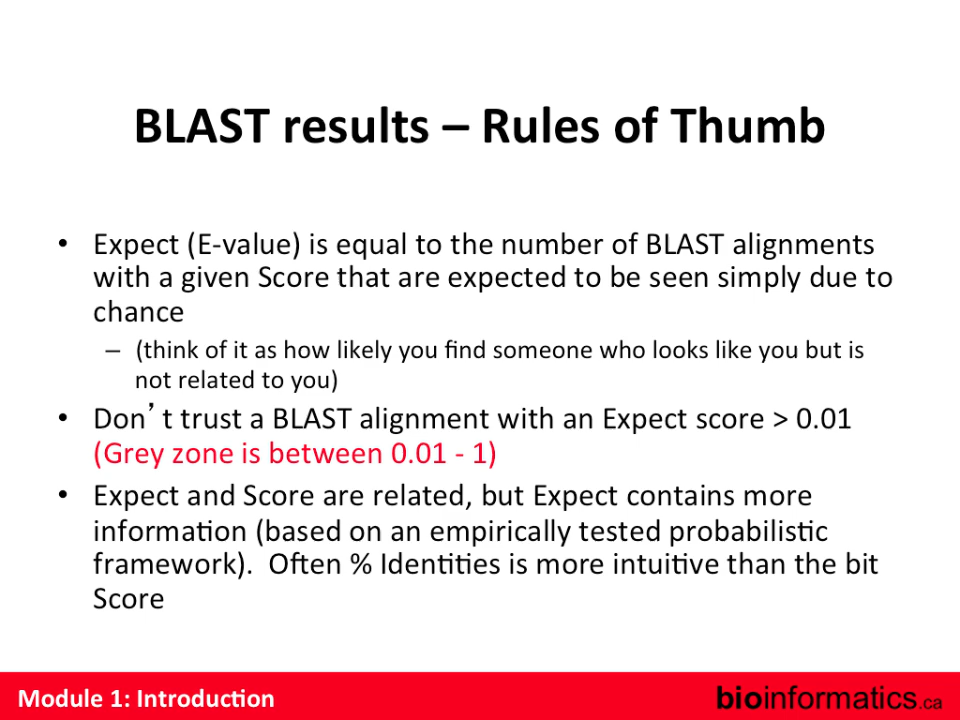 BLAST results – Rules of Thumb
• Expect (E-value) is equal to the number of BLAST alignments
with a given Score that are expected to be seen simply due to
chance
– (think of it as how likely you find someone who looks like you but is
not related to you)
• Don’t trust a BLAST alignment with an Expect score > 0.01
(Grey zone is between 0.01 - 1)
• Expect and Score are related, but Expect contains more
information (based on an empirically tested probabilistic
framework).  Often % Identities is more intuitive than the bit
Score
Module 1: Introduction
bioinformatics.ca